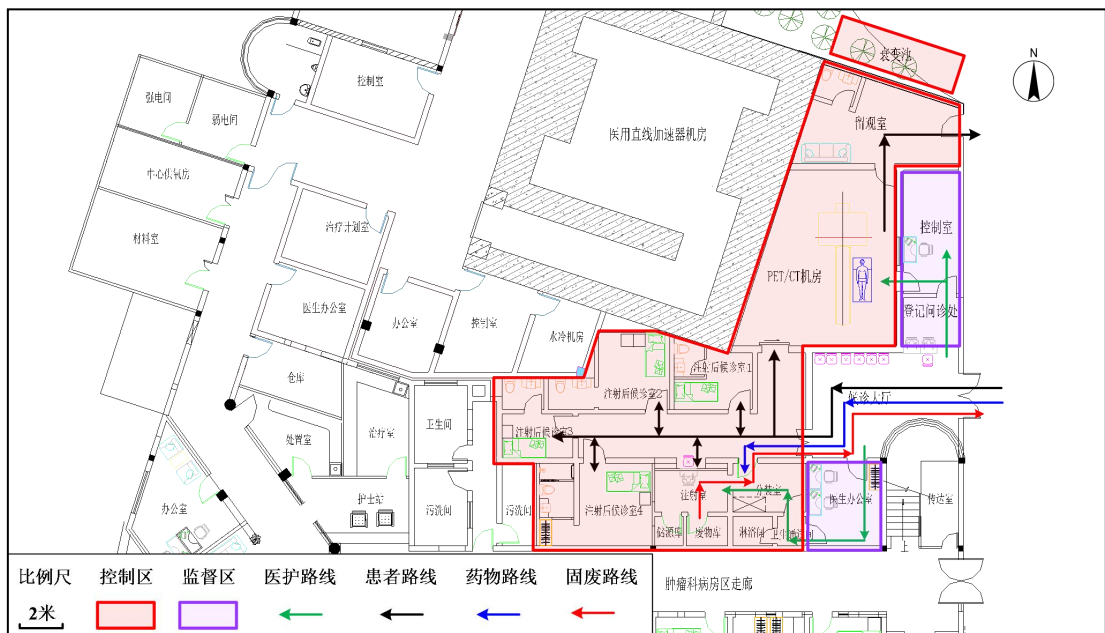 衰变池
N
控制室
强电间
弱电间
医用直线加速器机房
留观室
中心供氧房
材料室
治疗计划室
控制室
PET/CT机房
医生办公室
办公室
控制室
水冷机房
登记问诊处
仓库
注射后候诊室2
注射后候诊室1
候诊大厅
处置室
治疗室
卫生间
注射后候诊室3
办公室
护士站
污洗间
污洗间
注射后候诊室4
注射室
分装室
医生办公室
传达室
储源库
废物库
淋浴间
卫生通过间
上
肿瘤科病房区走廊
比例尺
控制区
监督区
医护路线
患者路线
药物路线
固废路线
2米